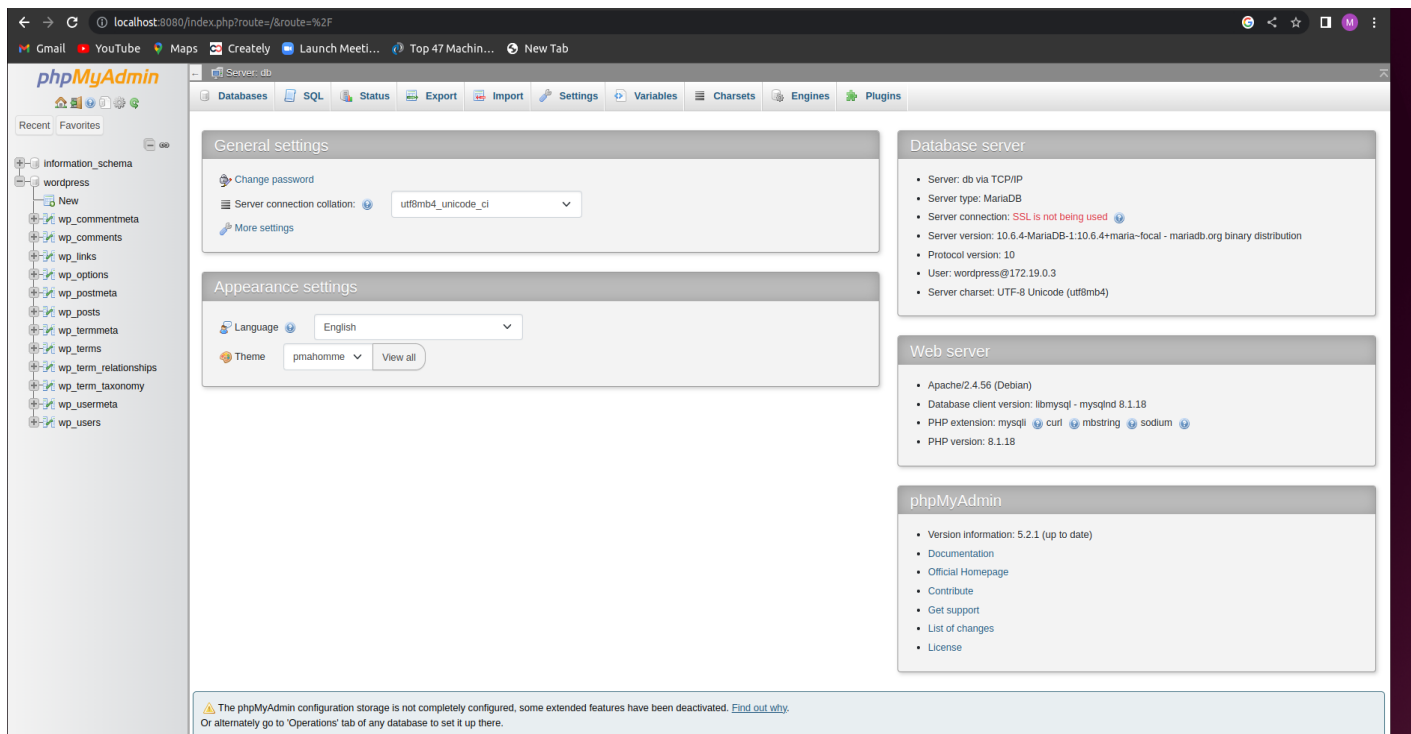 localhost:8080/index.php?route=/&route=%2F
M
Gmail YouTube Maps Creately Launch Meeti... Top 47 Machin... New Tab
phpMyAdmin
Recent Favorites
information_schema
wordpress
New
wp_commentmeta
wp_comments
wp_links
wp_options
wp_postmeta
wp_posts
wp_termmeta
wp_terms
wp_term_relationships
wp_term_taxonomy
wp_usermeta
wp_users
Server: db
Databases SQL Status Export Import Settings Variables Charsets Engines Plugins
General settings
Change password
Server connection collation: utf8mb4_unicode_ci
More settings
Appearance settings
Language English
Theme pmahomme View all
Database server
Server: db via TCP/IP
Server type: MariaDB
Server connection: SSL is not being used
Server version: 10.6.4-MariaDB-1:10.6.4+maria~focal - mariadb.org binary distribution
Protocol version: 10
User: wordpress@172.19.0.3
Server charset: UTF-8 Unicode (utf8mb4)
Web server
Apache/2.4.56 (Debian)
Database client version: libmysql - mysqlnd 8.1.18
PHP extension: mysqli curl mbstring sodium
PHP version: 8.1.18
phpMyAdmin
Version information: 5.2.1 (up to date)
Documentation
Official Homepage
Contribute
Get support
List of changes
License
The phpMyAdmin configuration storage is not completely configured, some extended features have been deactivated. Find out why.
Or alternately go to 'Operations' tab of any database to set it up there.